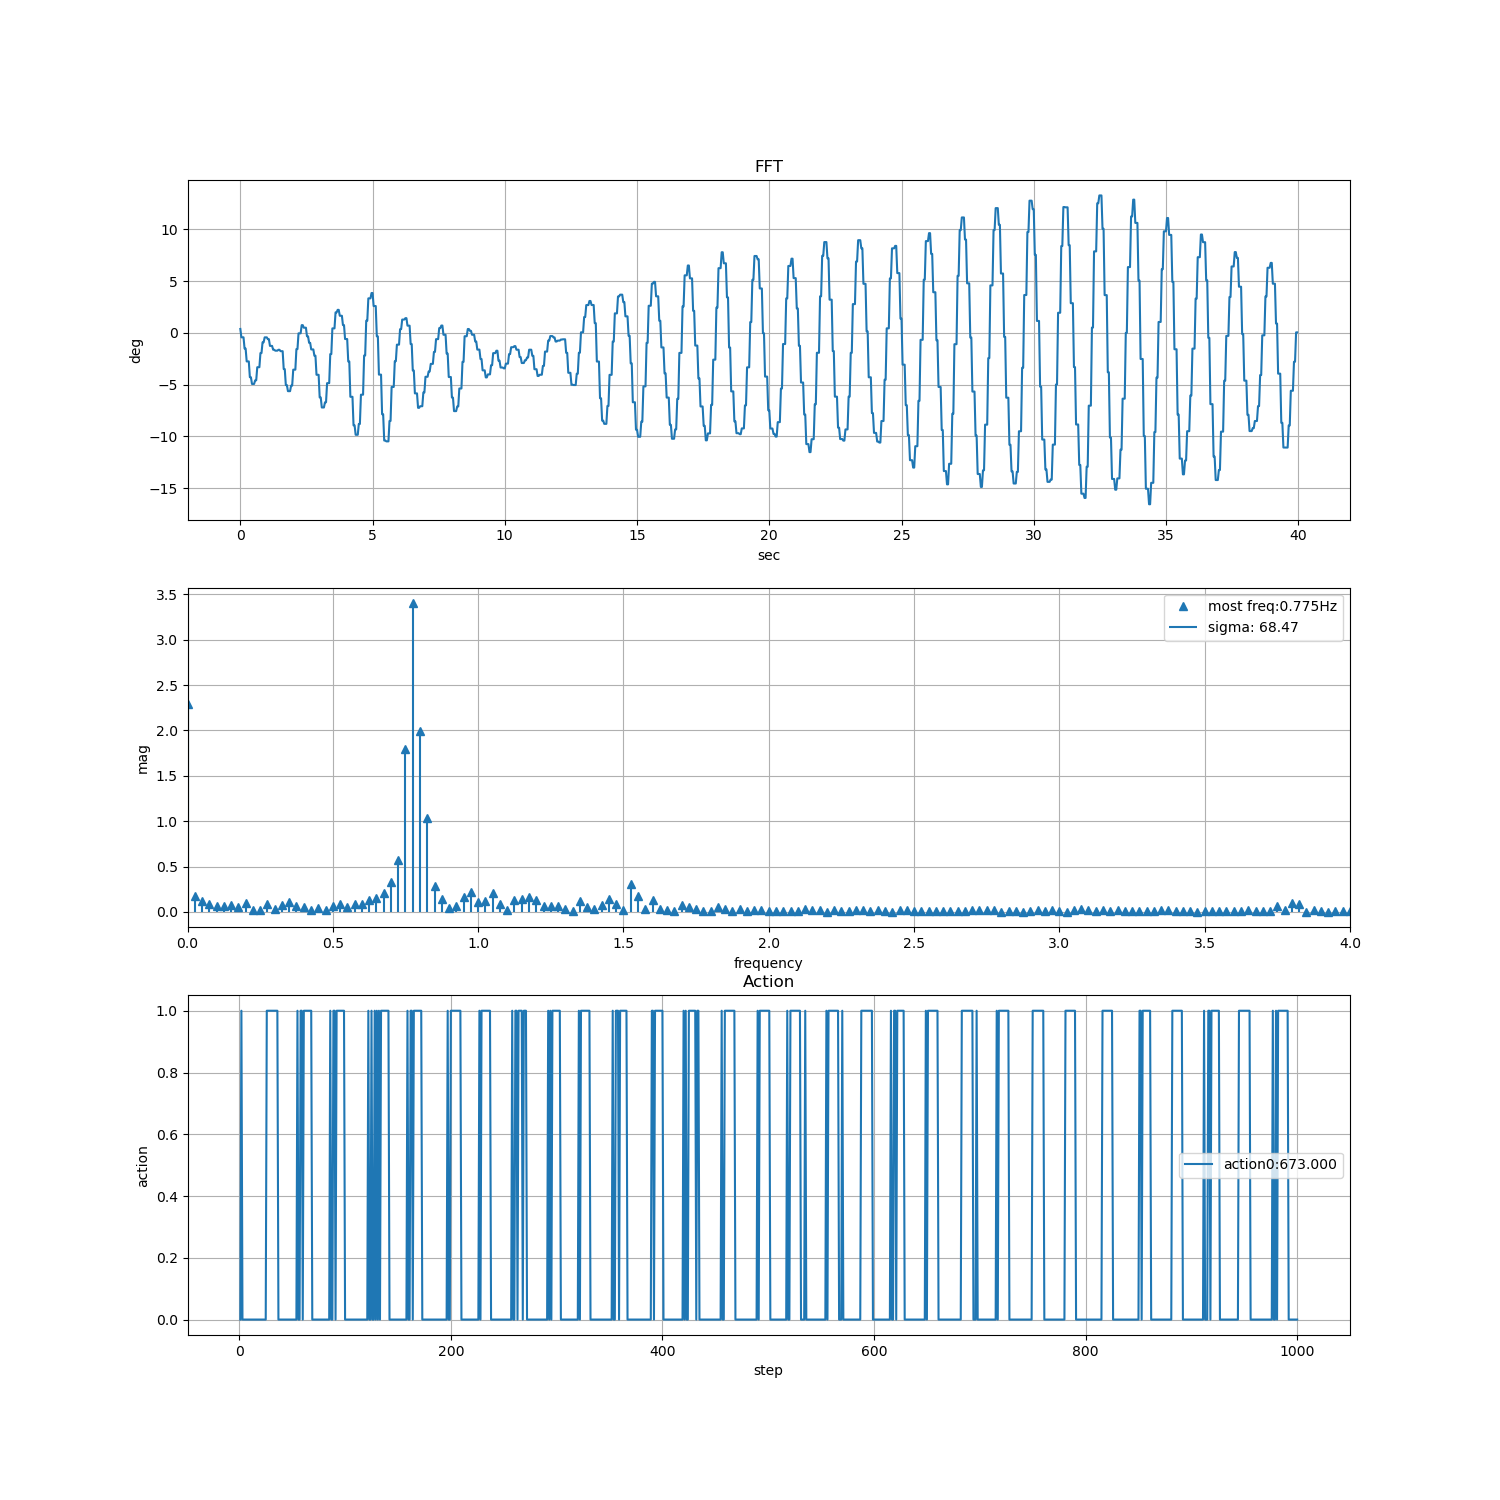 FFT
10
5
0
−5
−10
−15
deg
0 5 10 15 20 25 30 35 40
sec
3.5
3.0
2.5
2.0
1.5
1.0
0.5
0.0
mag
most freq:0.775Hz
sigma: 68.47
0.0 0.5 1.0 1.5 2.0 2.5 3.0 3.5 4.0
frequency
Action
1.0
0.8
0.6
0.4
0.2
0.0
action
action0:673.000
0 200 400 600 800 1000
step